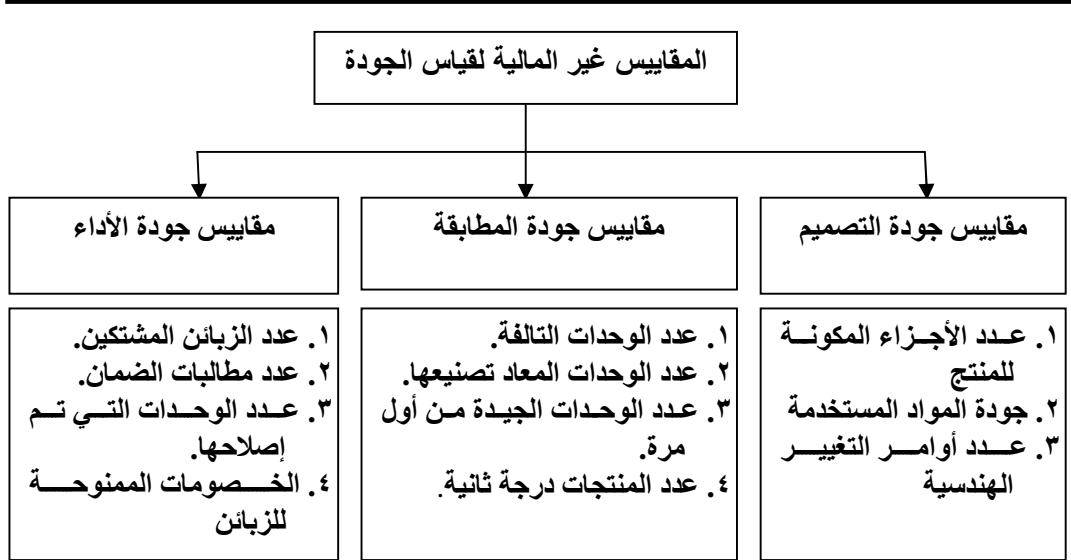 المقاييس غير المالية لقياس الجودة
مقاييس جودة التصميم
مقاييس جودة المطابقة
مقاييس جودة الأداء
١. عدد الأجزاء المكونة
للمنتج
٢. جودة المواد المستخدمة
٣. عدد أوامر التغيير
الهندسية
١. عدد الوحدات التالفة.
٢. عدد الوحدات المعاد تصنيعها.
٣. عدد الوحدات الجيدة من أول
مرة.
٤. عدد المنتجات درجة ثانية.
١. عدد الزبائن المشتكين.
٢. عدد مطالبات الضمان.
٣. عدد الوحدات التي تم
إصلاحها.
٤. الخصومات الممنوحة
للزبائن